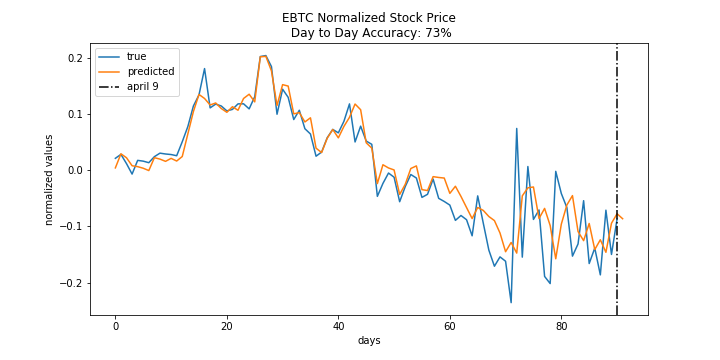 EBTC Normalized Stock Price
Day to Day Accuracy: 73%
true
predicted
april 9
normalized values
0.2
0.1
0.0
−0.1
−0.2
0
20
40
60
80
days